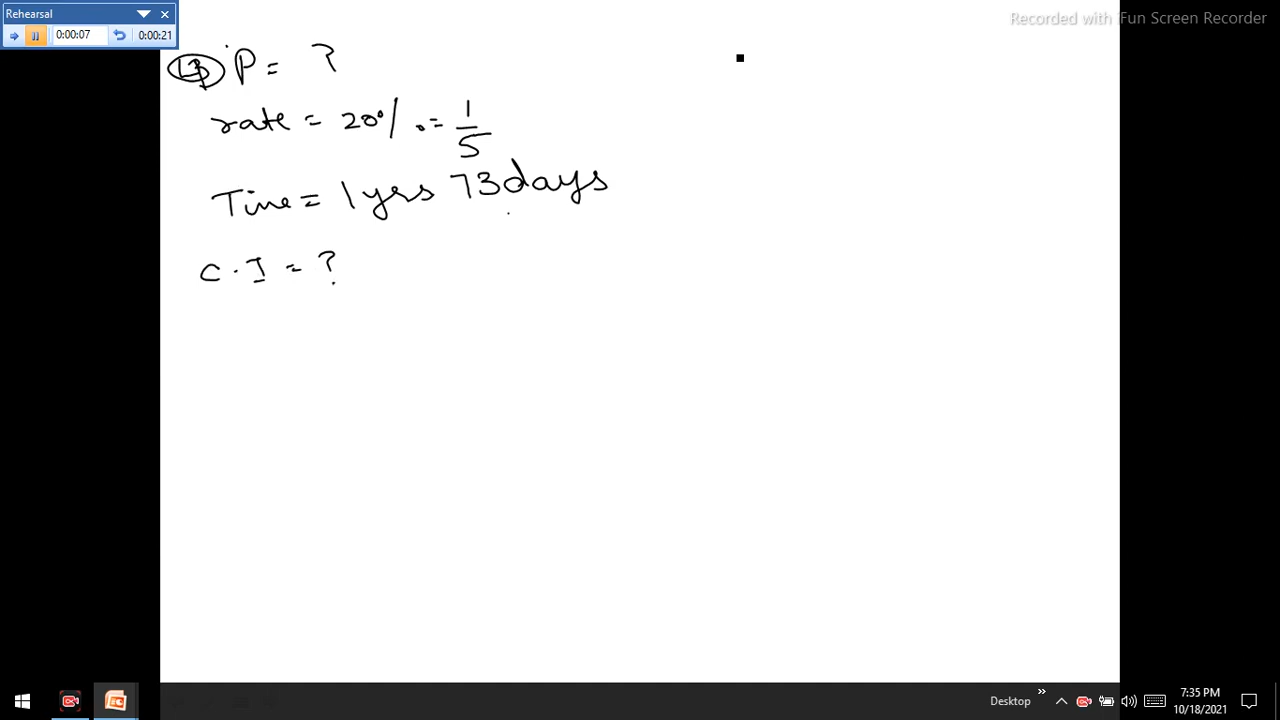 Rehearsal
0:00:07 0:00:21
Recorded with iFun Screen Recorder
P = ?
rate = 20% = 1/5
Time = 1 yrs 73 days
C.I = ?
Desktop
7:35 PM
10/18/2021